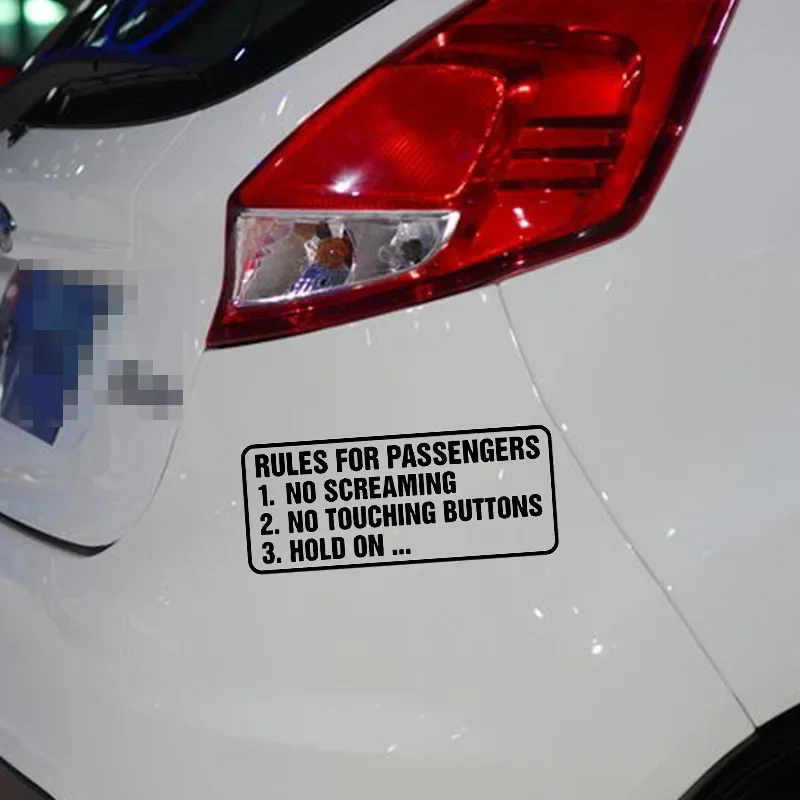 RULES FOR PASSENGERS
1. NO SCREAMING
2. NO TOUCHING BUTTONS
3. HOLD ON ...